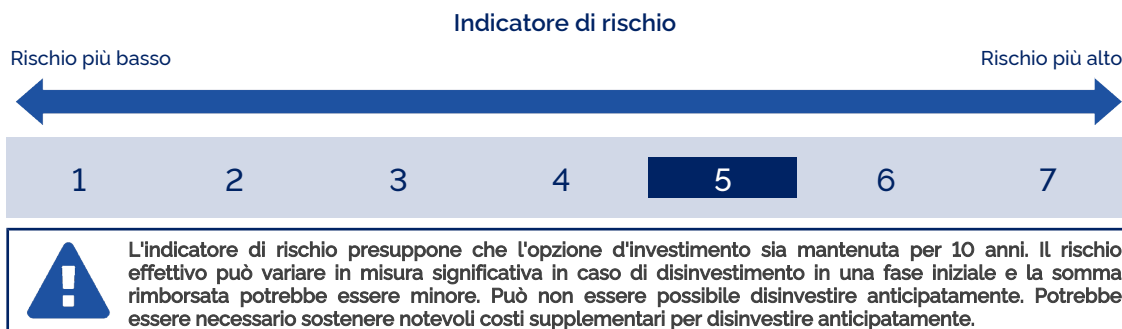 Indicatore di rischio
Rischio più basso
Rischio più alto
1 2 3 4 5 6 7
L'indicatore di rischio presuppone che l'opzione d'investimento sia mantenuta per 10 anni. Il rischio
effettivo può variare in misura significativa in caso di disinvestimento in una fase iniziale e la somma
rimborsata potrebbe essere minore. Può non essere possibile disinvestire anticipatamente. Potrebbe
essere necessario sostenere notevoli costi supplementari per disinvestire anticipatamente.